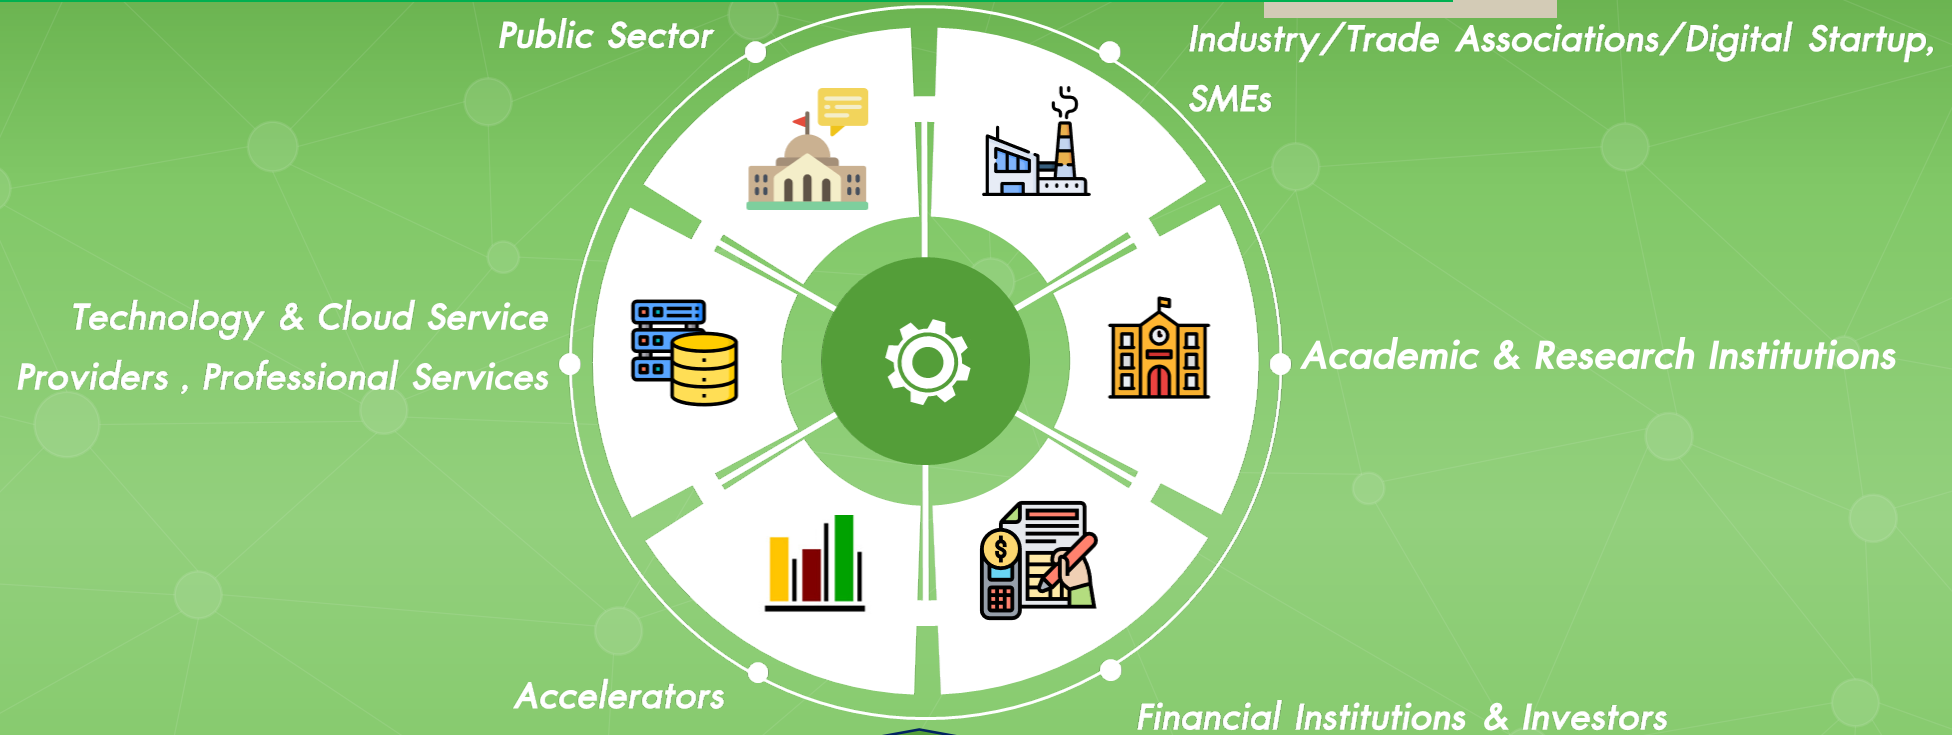 Public Sector
Industry/Trade Associations/Digital Startup,
SMEs
Technology & Cloud Service
Providers , Professional Services
Academic & Research Institutions
$
Accelerators
Financial Institutions & Investors